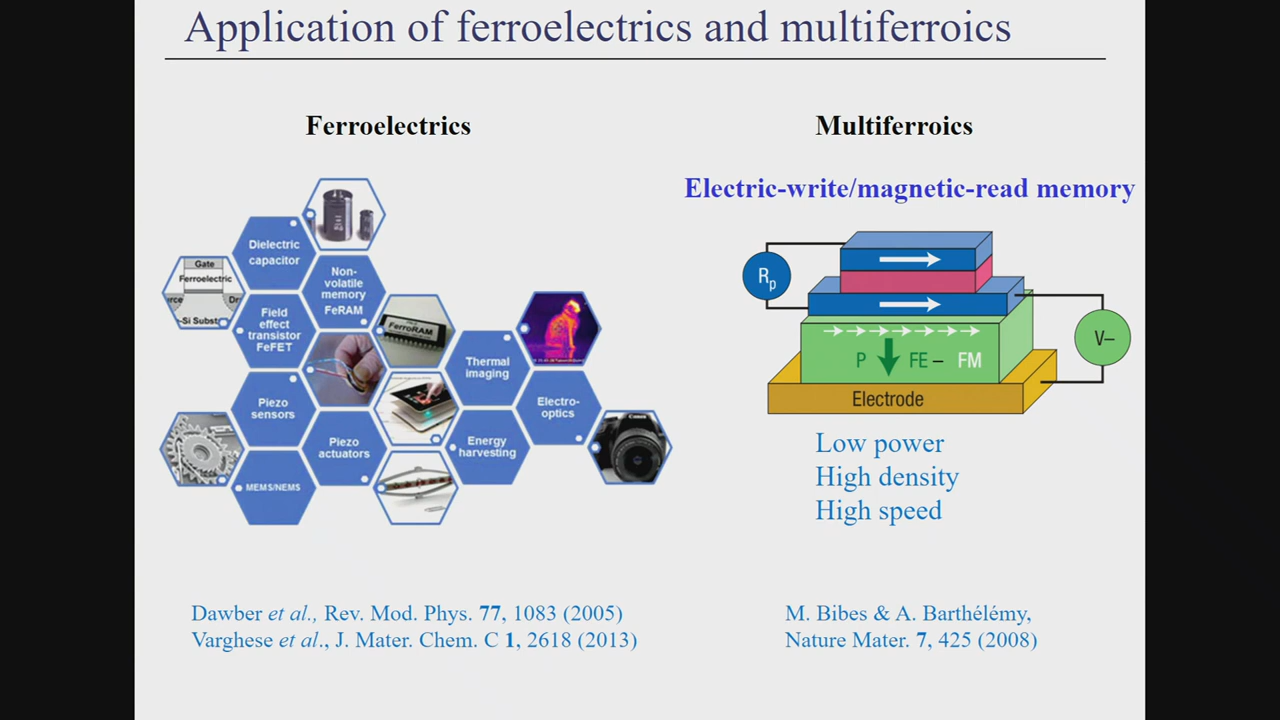 Application of ferroelectrics and multiferroics
Ferroelectrics
Dielectric
capacitor
Gate
Ferroelectric
Dr
-Si Subst
Non-
volatile
memory
FeRAM
Field
effect
transistor
FeFET
FerroRAM
Thermal
imaging
Piezo
sensors
Electro-
optics
Piezo
actuators
Energy
harvesting
Canon
MEMS/NEMS
Dawber et al., Rev. Mod. Phys. 77, 1083 (2005)
Varghese et al., J. Mater. Chem. C 1, 2618 (2013)
Multiferroics
Electric-write/magnetic-read memory
Rp
V–
P FE – FM
Electrode
Low power
High density
High speed
M. Bibes & A. Barthélémy,
Nature Mater. 7, 425 (2008)